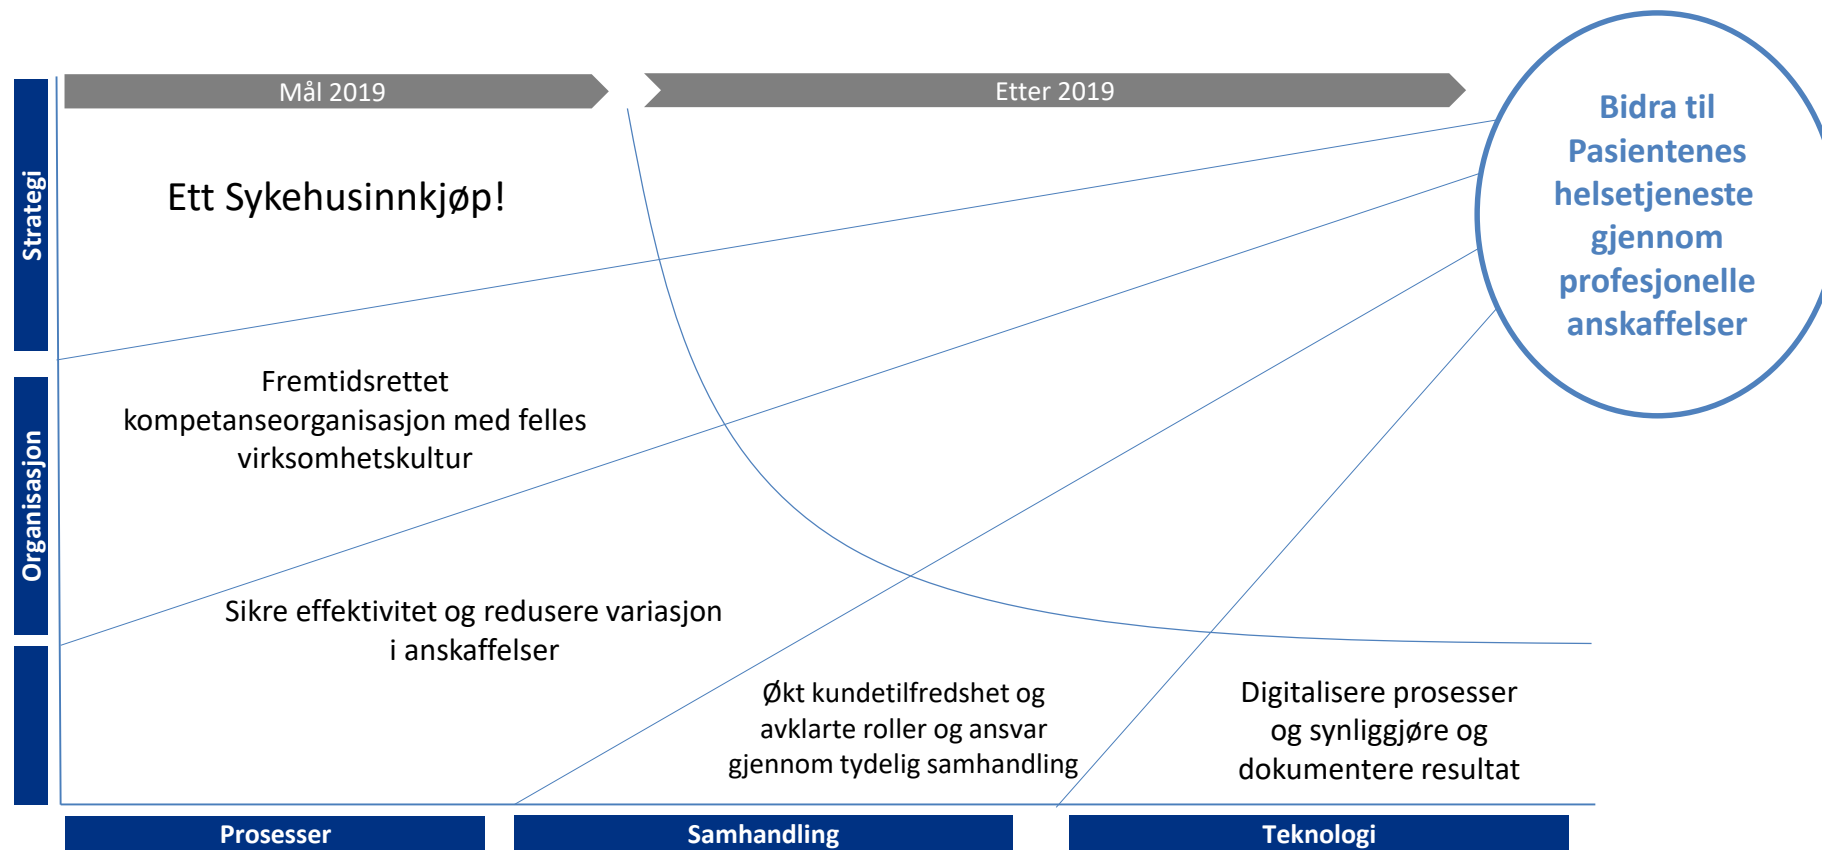 Mål 2019
Etter 2019
Bidra til
Pasientenes
helsetjeneste
gjennom
profesjonelle
anskaffelser
Strategi
Ett Sykehusinnkjøp!
Organisasjon
Fremtidsrettet
kompetanseorganisasjon med felles
virksomhetskultur
Sikre effektivitet og redusere variasjon
i anskaffelser
Økt kundetilfredshet og
avklarte roller og ansvar
gjennom tydelig samhandling
Digitalisere prosesser
og synliggjøre og
dokumentere resultat
Prosesser
Samhandling
Teknologi